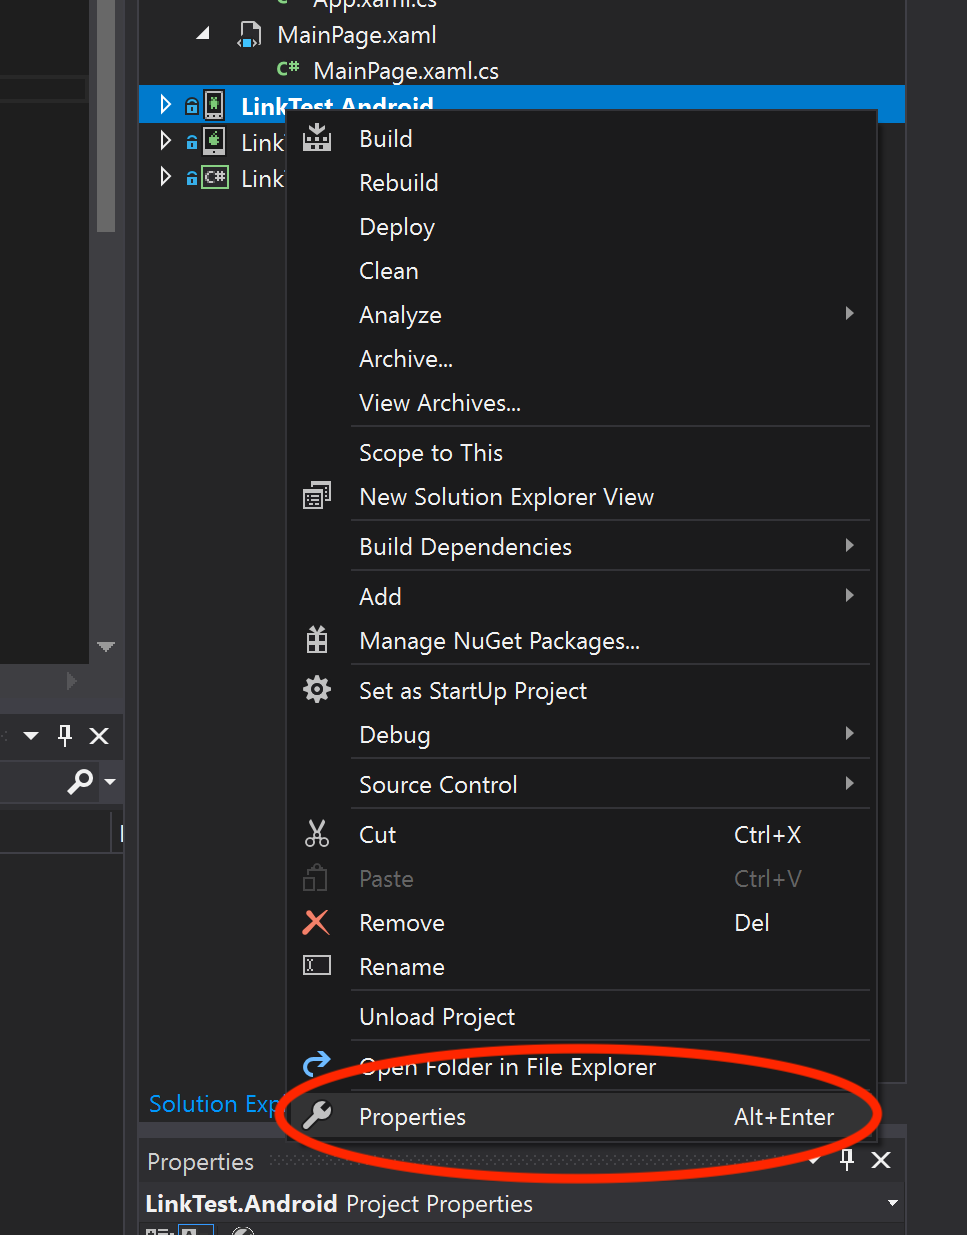 App.xaml.cs
MainPage.xaml
C# MainPage.xaml.cs
LinkTest.Android
Link
C# Link
Build
Rebuild
Deploy
Clean
Analyze
Archive...
View Archives...
Scope to This
New Solution Explorer View
Build Dependencies
Add
Manage NuGet Packages...
Set as StartUp Project
Debug
Source Control
Cut Ctrl+X
Paste Ctrl+V
Remove Del
Rename
Unload Project
Open Folder in File Explorer
Solution Exp
Properties Alt+Enter
Properties
LinkTest.Android Project Properties